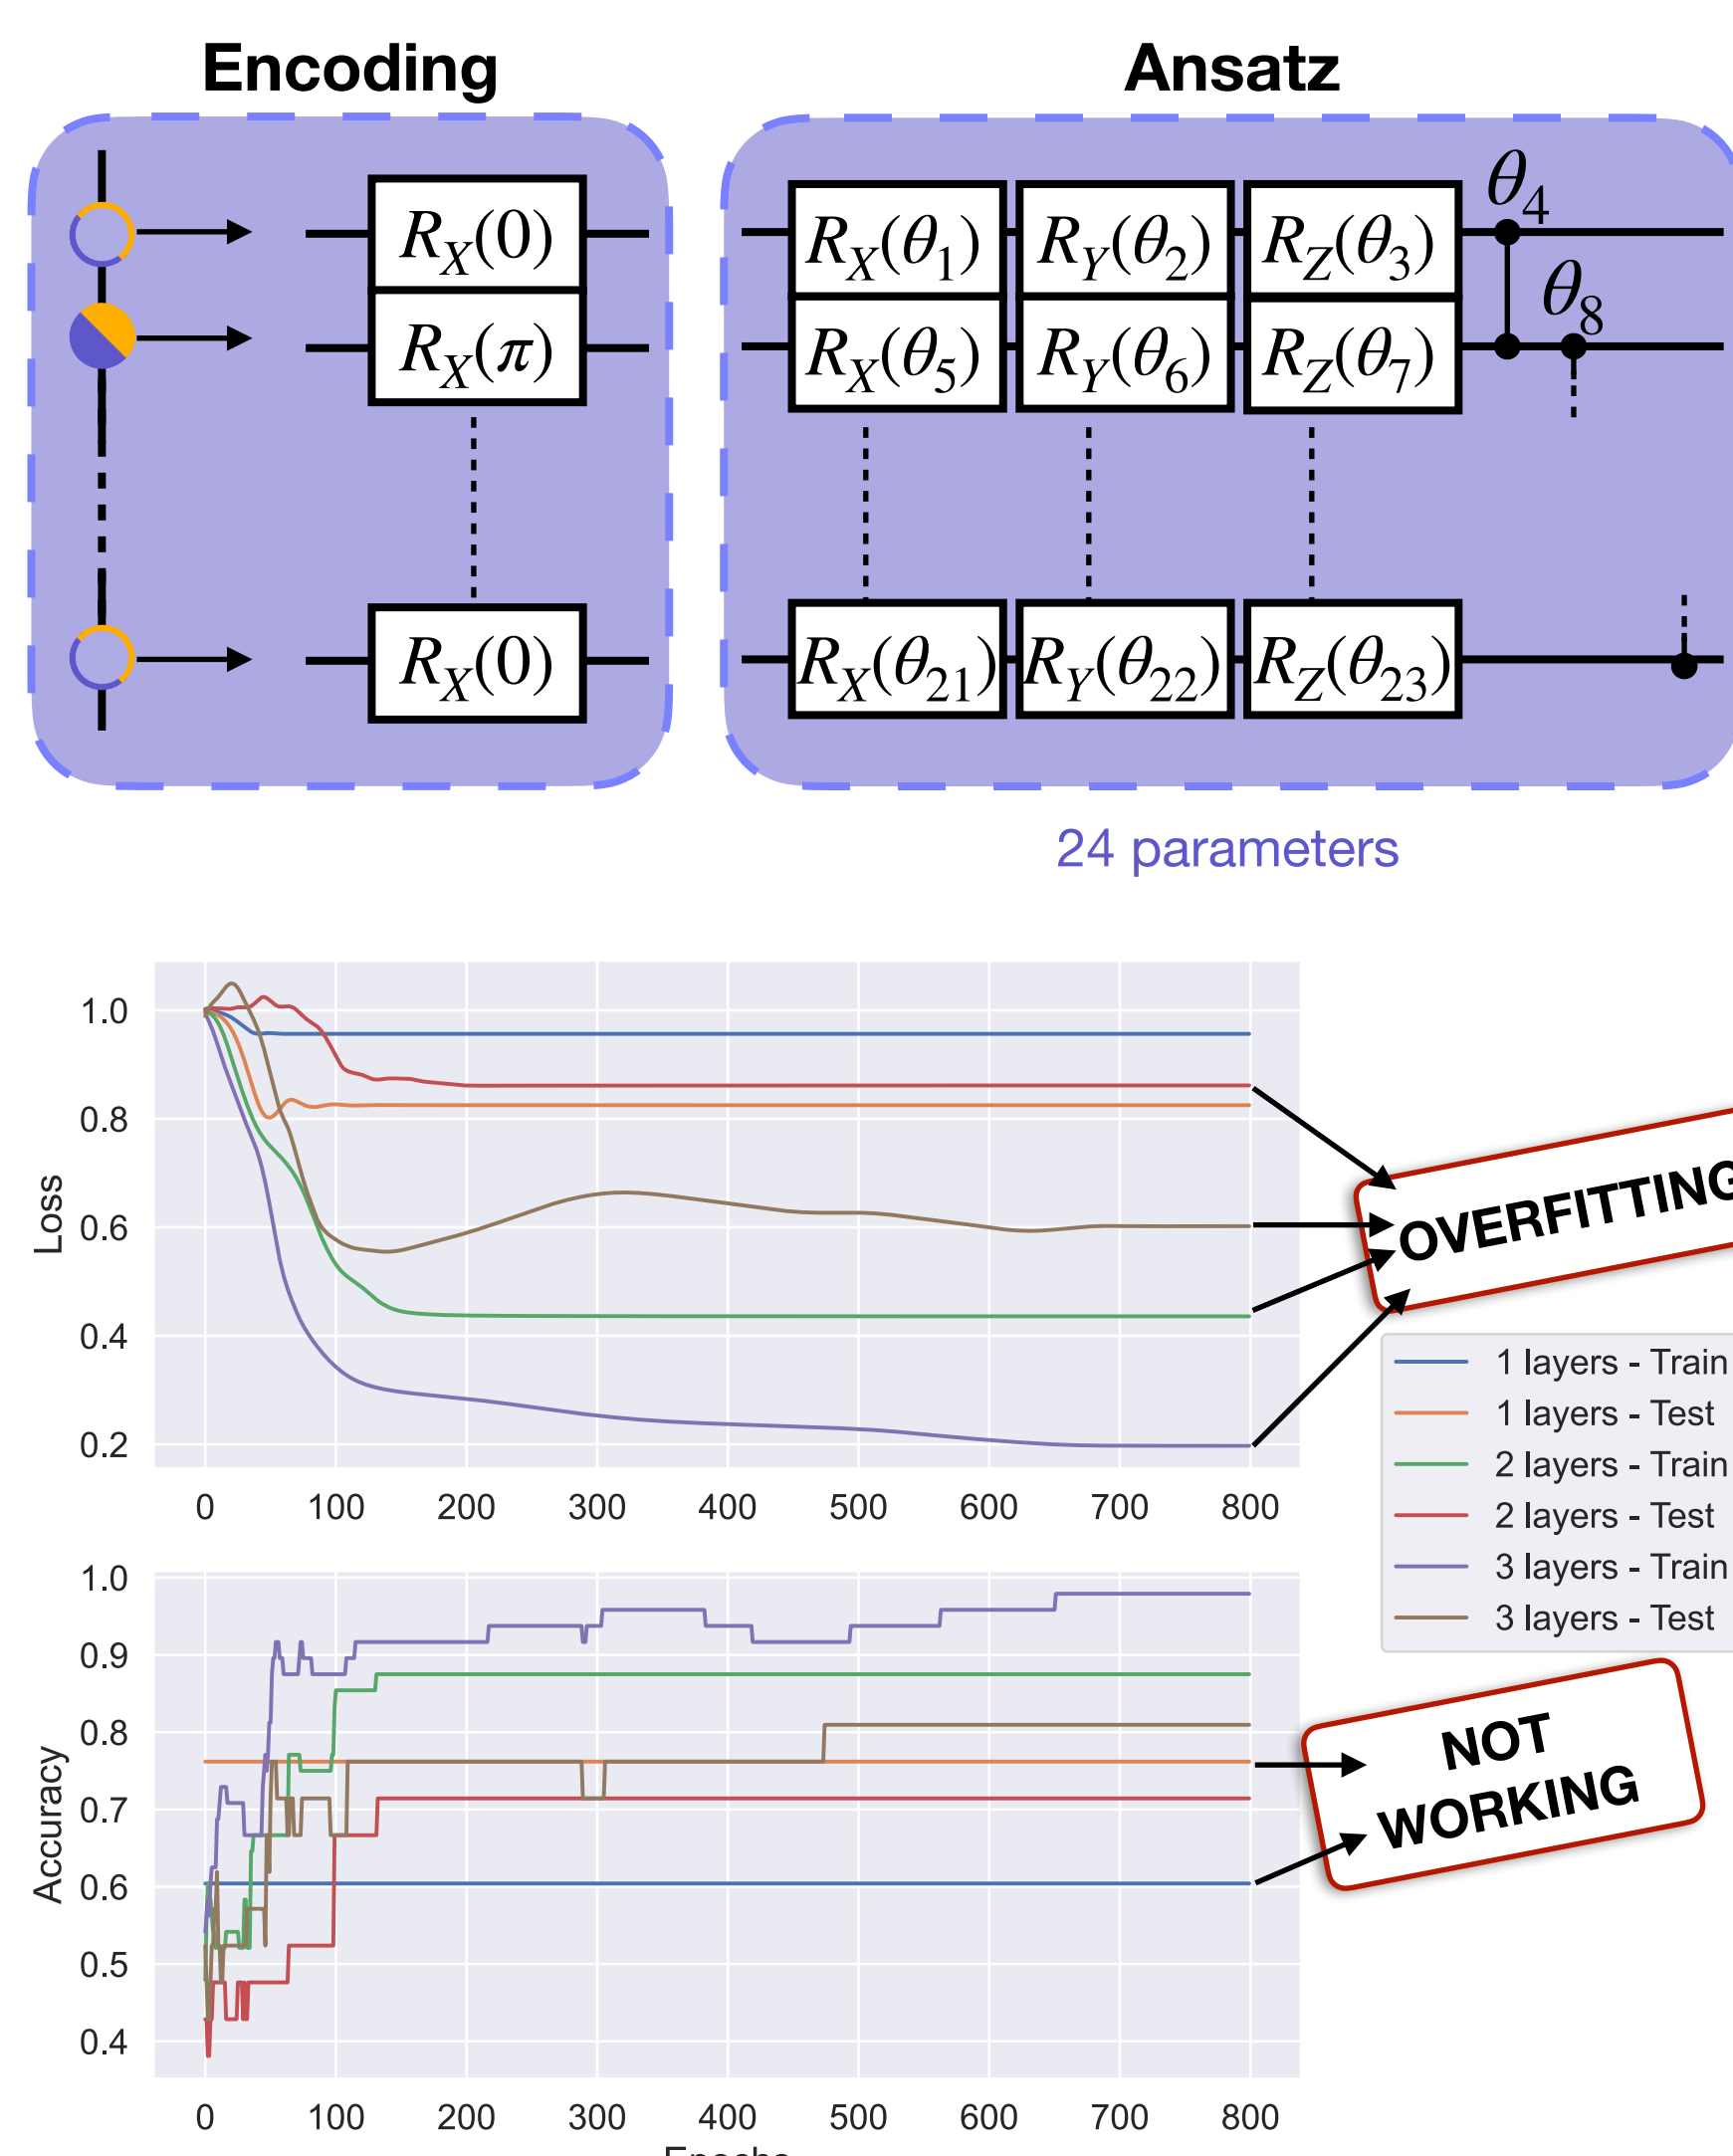 Encoding
Ansatz
R_X(0)
R_X(π)
R_X(0)
R_X(θ_1) R_Y(θ_2) R_Z(θ_3) θ_4
R_X(θ_5) R_Y(θ_6) R_Z(θ_7) θ_8
R_X(θ_21) R_Y(θ_22) R_Z(θ_23)
24 parameters
Loss
1.0
0.8
0.6
0.4
0.2
0 100 200 300 400 500 600 700 800
OVERFITTING
1 layers - Train
1 layers - Test
2 layers - Train
2 layers - Test
3 layers - Train
3 layers - Test
Accuracy
1.0
0.9
0.8
0.7
0.6
0.5
0.4
0 100 200 300 400 500 600 700 800
NOT
WORKING